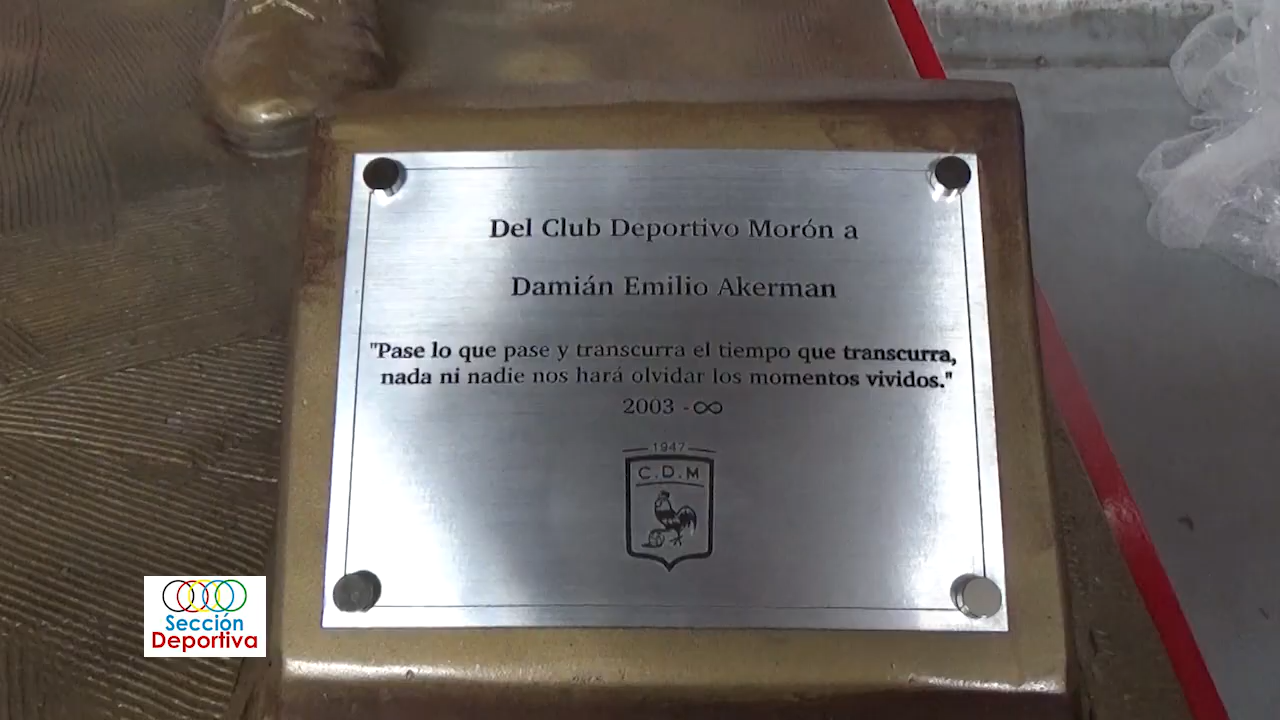 Del Club Deportivo Morón a
Damián Emilio Akerman
"Pase lo que pase y transcurra el tiempo que transcurra,
nada ni nadie nos hará olvidar los momentos vividos."
2003 - ∞
1947
C.D.M
Sección
Deportiva